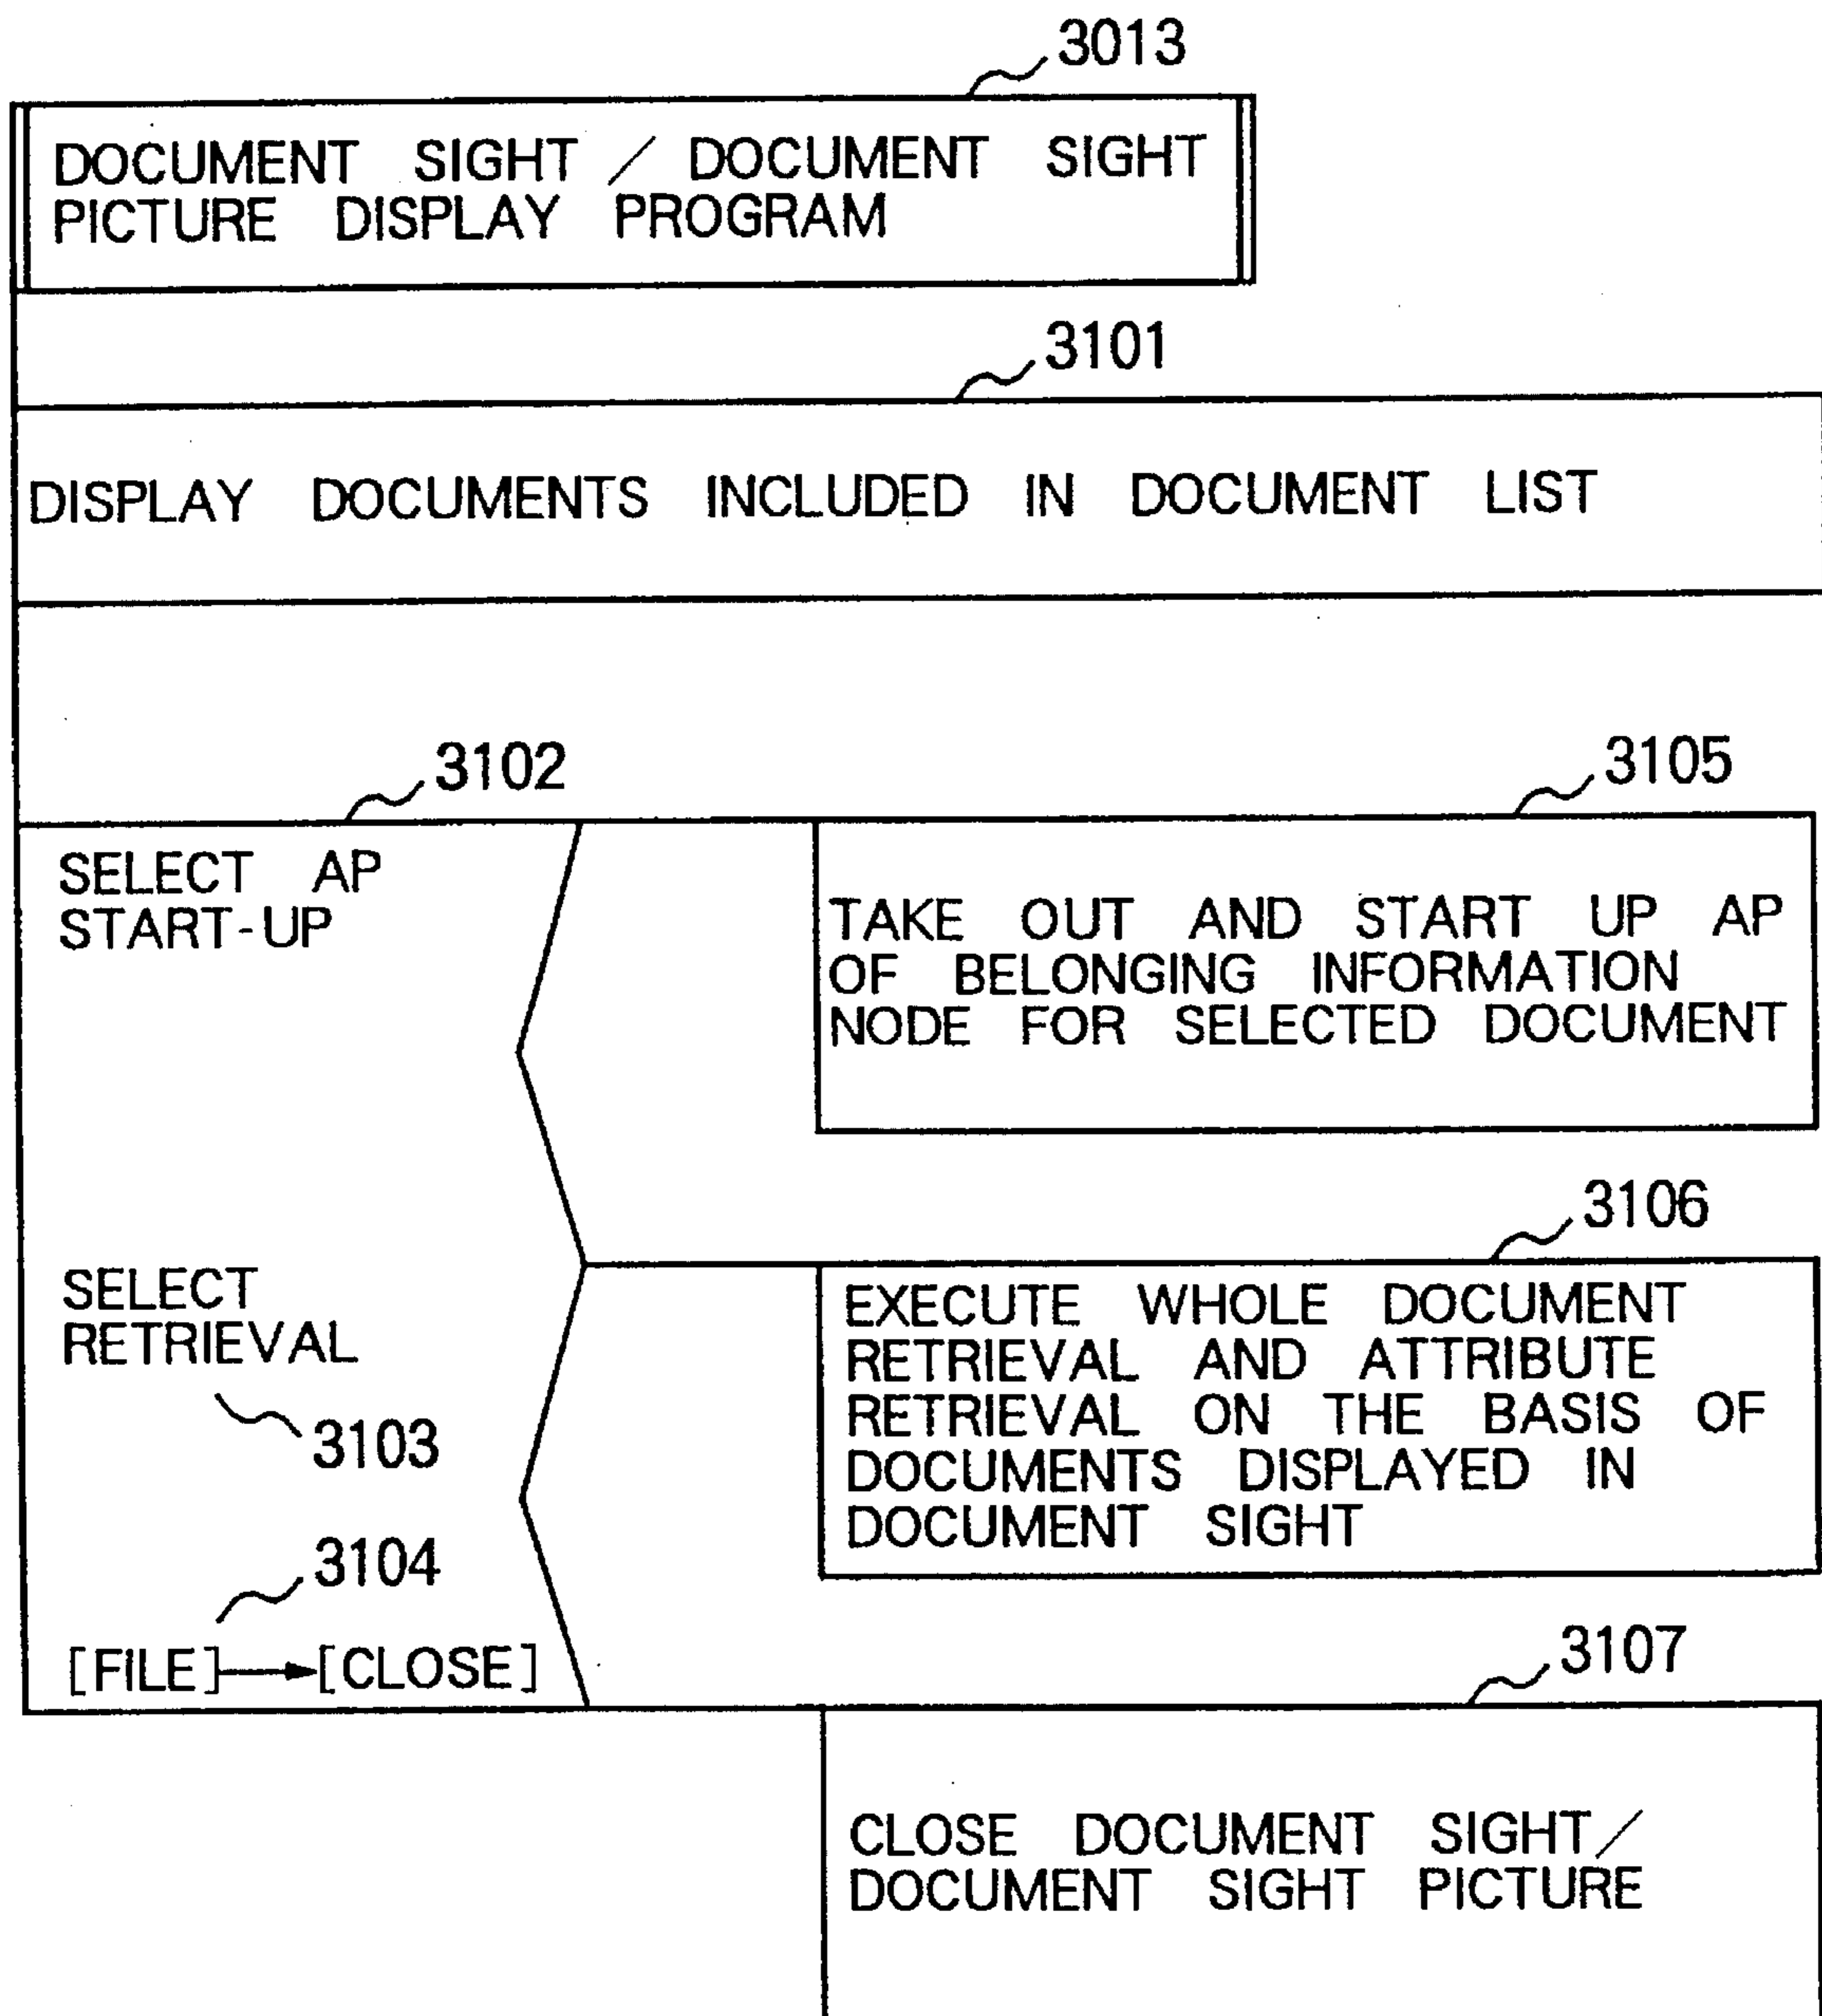 3013
DOCUMENT SIGHT / DOCUMENT SIGHT
PICTURE DISPLAY PROGRAM
3101
DISPLAY DOCUMENTS INCLUDED IN DOCUMENT LIST
3102
SELECT AP
START-UP
3105
TAKE OUT AND START UP AP
OF BELONGING INFORMATION
NODE FOR SELECTED DOCUMENT
SELECT
RETRIEVAL
3103
3106
EXECUTE WHOLE DOCUMENT
RETRIEVAL AND ATTRIBUTE
RETRIEVAL ON THE BASIS OF
DOCUMENTS DISPLAYED IN
DOCUMENT SIGHT
3104
[FILE]→[CLOSE]
3107
CLOSE DOCUMENT SIGHT/
DOCUMENT SIGHT PICTURE